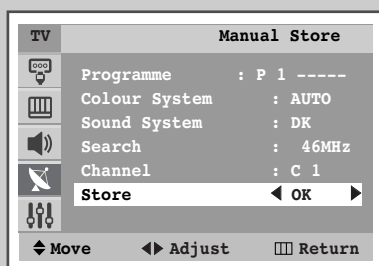 TV Manual Store
Programme : P 1 -----
Colour System : AUTO
Sound System : DK
Search : 46MHz
Channel : C 1
Store ◀ OK ▶
Move Adjust Return